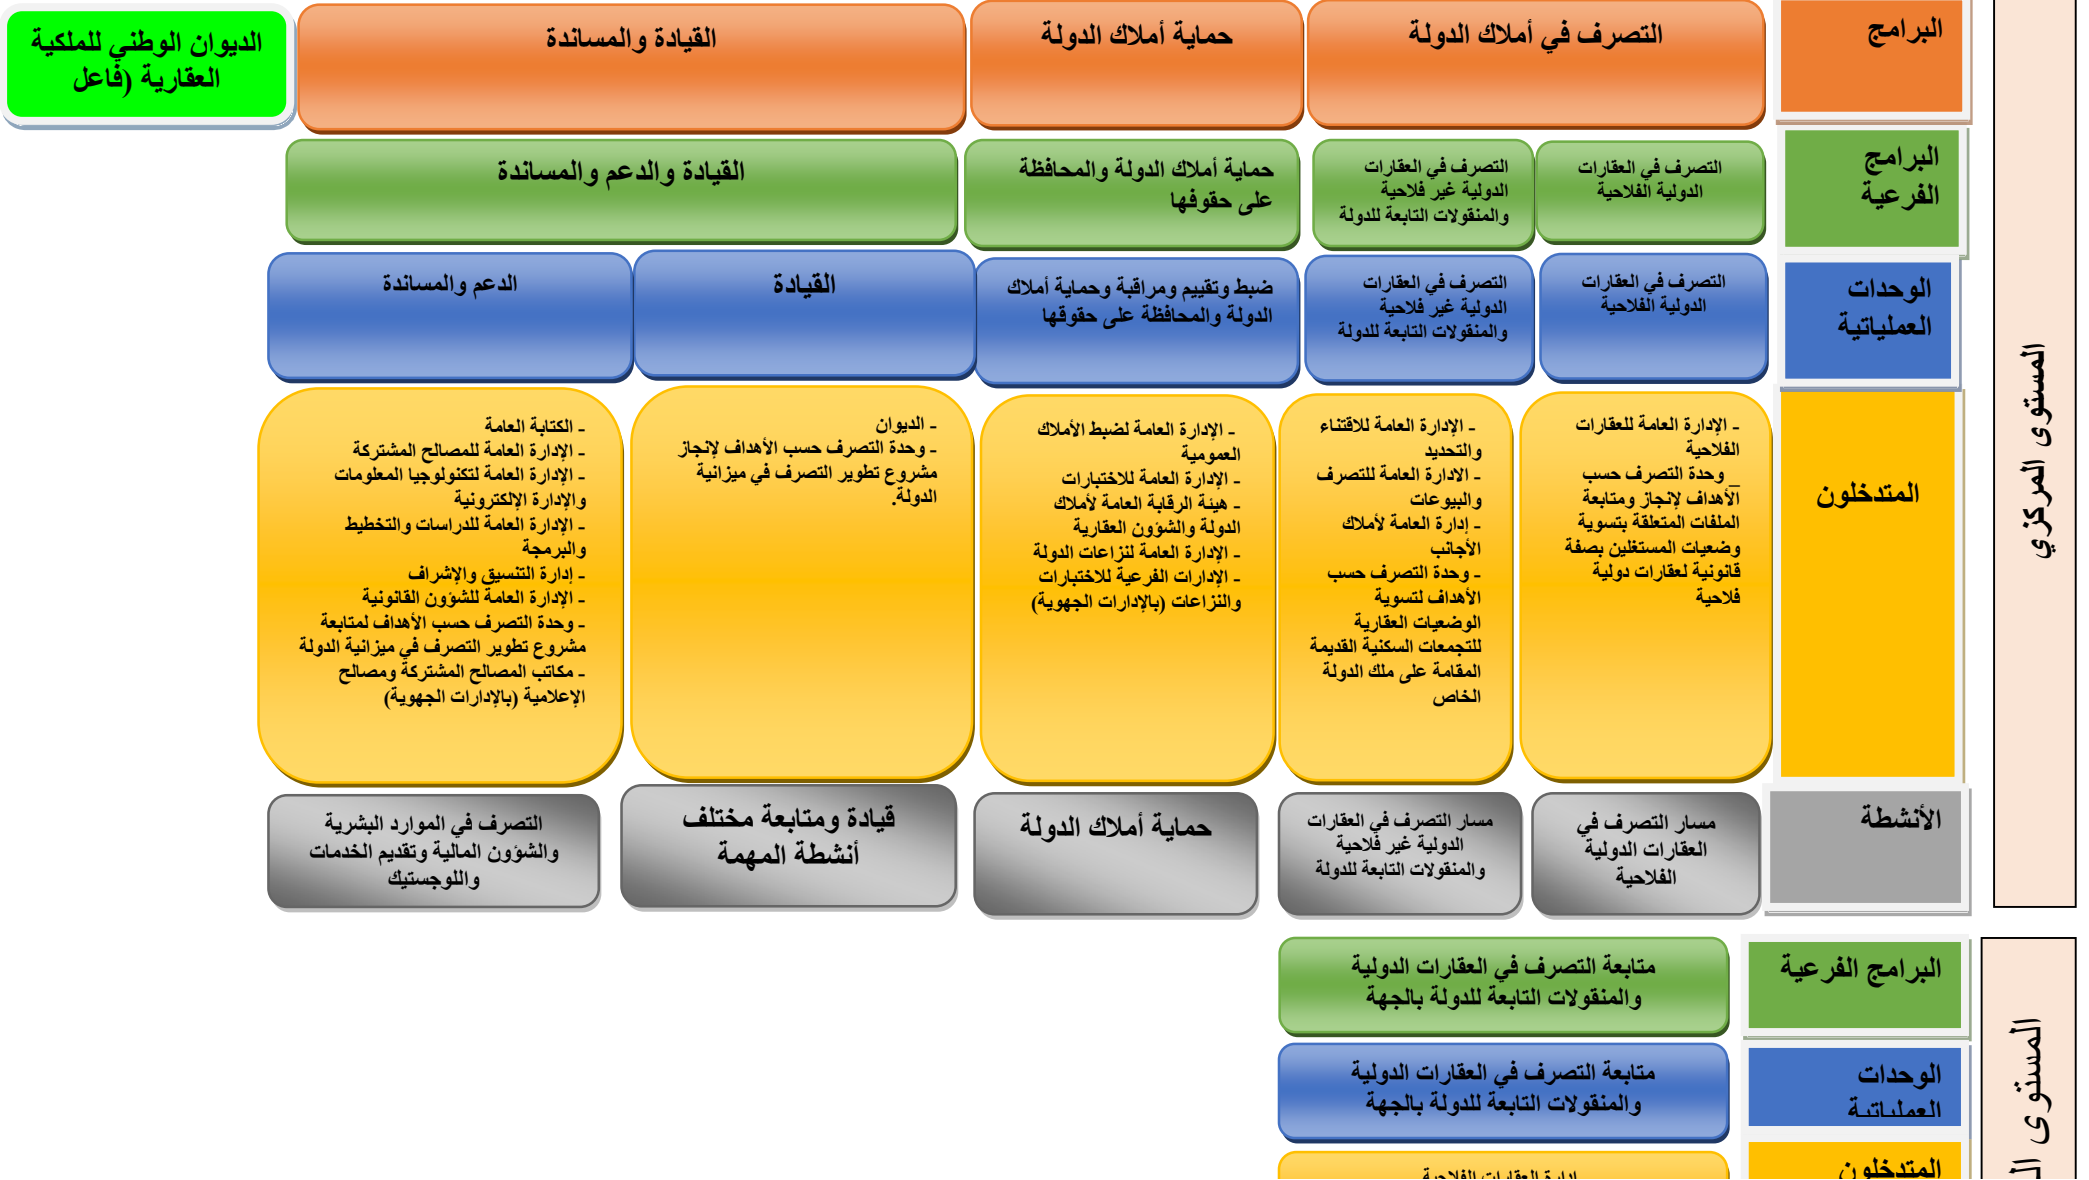 البرامج
التصرف في أملاك الدولة
حماية أملاك الدولة
القيادة والمساندة
الديوان الوطني للملكية
العقارية (فاعل
البرامج
الفرعية
التصرف في العقارات
الدولية الفلاحية
التصرف في العقارات
الدولية غير فلاحية
والمنقولات التابعة للدولة
حماية أملاك الدولة والمحافظة
على حقوفها
القيادة والدعم والمساندة
الوحدات
العملياتية
التصرف في العقارات
الدولية الفلاحية
التصرف في العقارات
الدولية غير فلاحية
والمنقولات التابعة للدولة
ضبط وتقييم ومراقبة وحماية أملاك
الدولة والمحافظة على حقوقها
القيادة
الدعم والمساندة
المتدخلون
- الإدارة العامة للعقارات
الفلاحية
_ وحدة التصرف حسب
الأهداف لإنجاز ومتابعة
الملفات المتعلقة بتسوية
وضعيات المستغلين بصفة
قانونية لعقارات دولية
فلاحية
- الإدارة العامة للاقتناء
والتحديد
- الادارة العامة للتصرف
والبيوعات
- إدارة العامة لأملاك
الأجانب
- وحدة التصرف حسب
الأهداف لتسوية
الوضعيات العقارية
للتجمعات السكنية القديمة
المقامة على ملك الدولة
الخاص
- الإدارة العامة لضبط الأملاك
العمومية
- الإدارة العامة للاختبارات
- هيئة الرقابة العامة لأملاك
الدولة والشؤون العقارية
- الإدارة العامة لنزاعات الدولة
- الإدارات الفرعية للاختبارات
والنزاعات (بالإدارات الجهوية)
- الديوان
- وحدة التصرف حسب الأهداف لإنجاز
مشروع تطوير التصرف في ميزانية
الدولة.
- الكتابة العامة
- الإدارة العامة للمصالح المشتركة
- الإدارة العامة لتكنولوجيا المعلومات
والإدارة الإلكترونية
- الإدارة العامة للدراسات والتخطيط
والبرمجة
- إدارة التنسيق والإشراف
- الإدارة العامة للشؤون القانونية
- وحدة التصرف حسب الأهداف لمتابعة
مشروع تطوير التصرف في ميزانية الدولة
- مكاتب المصالح المشتركة ومصالح
الإعلامية (بالإدارات الجهوية)
الأنشطة
مسار التصرف في
العقارات الدولية
الفلاحية
مسار التصرف في العقارات
الدولية غير فلاحية
والمنقولات التابعة للدولة
حماية أملاك الدولة
قيادة ومتابعة مختلف
أنشطة المهمة
التصرف في الموارد البشرية
والشؤون المالية وتقديم الخدمات
واللوجستيك
المستوى المركزي
البرامج الفرعية
متابعة التصرف في العقارات الدولية
والمنقولات التابعة للدولة بالجهة
الوحدات
العملياتية
متابعة التصرف في العقارات الدولية
والمنقولات التابعة للدولة بالجهة
المتدخلون
إدارة العقارات الفلاحية
المستوى